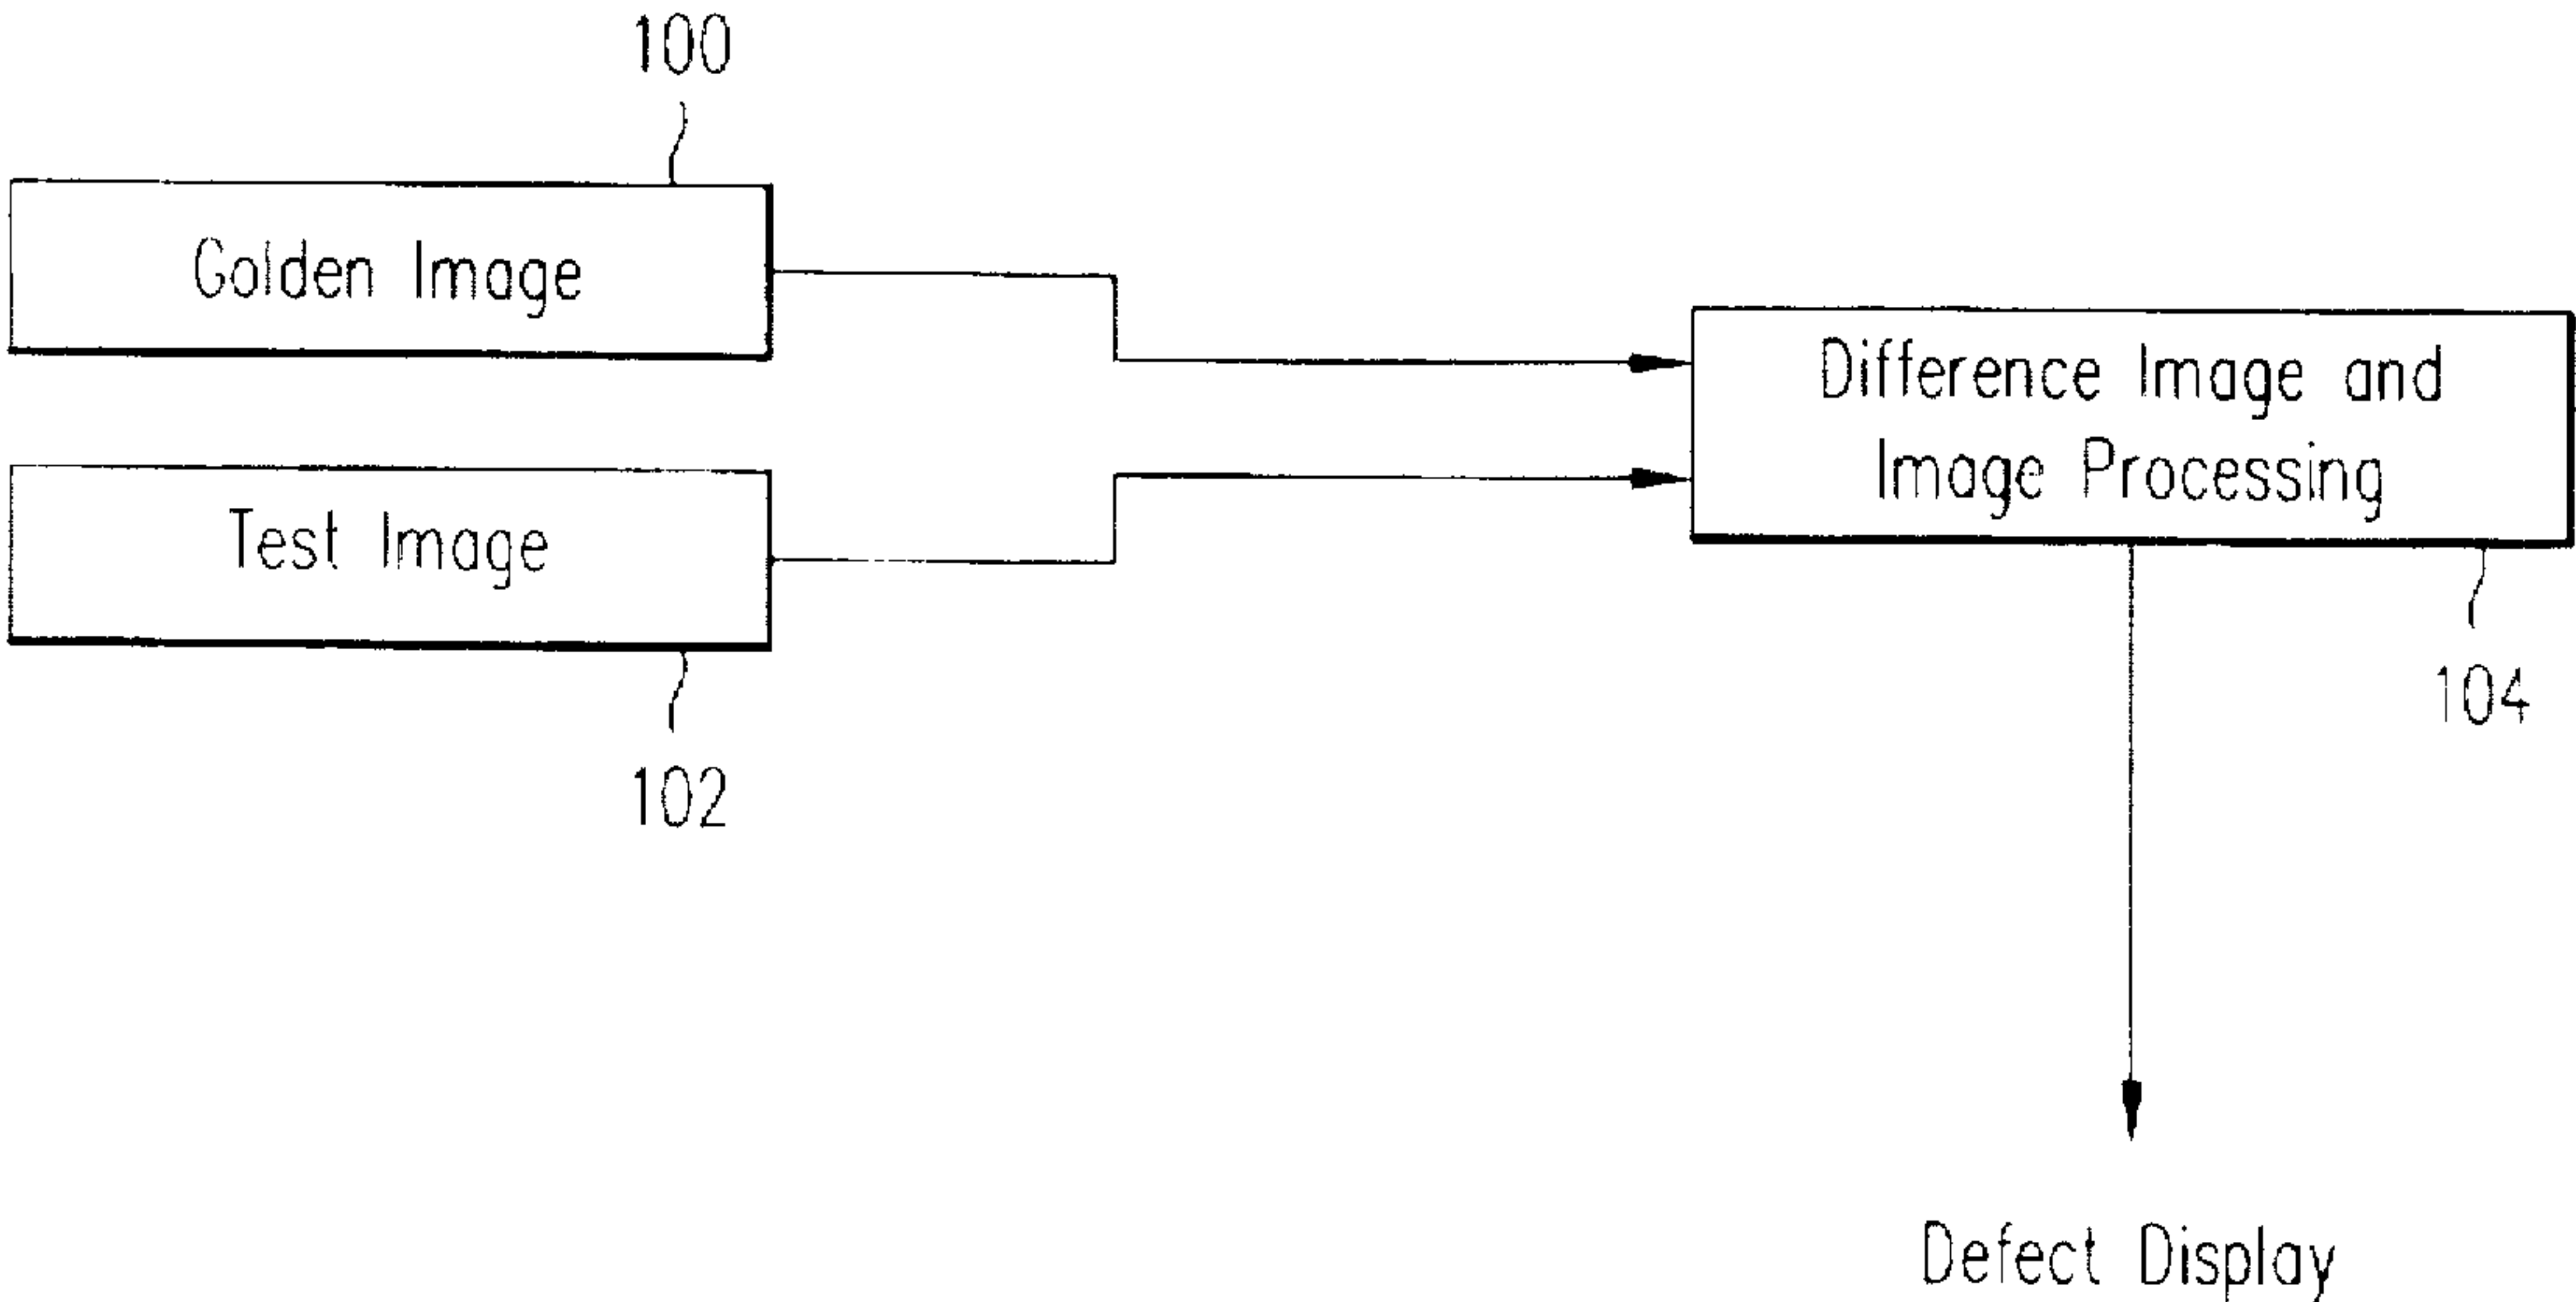 100
Golden Image
Difference Image and
Image Processing
Test Image
104
102
Defect Display